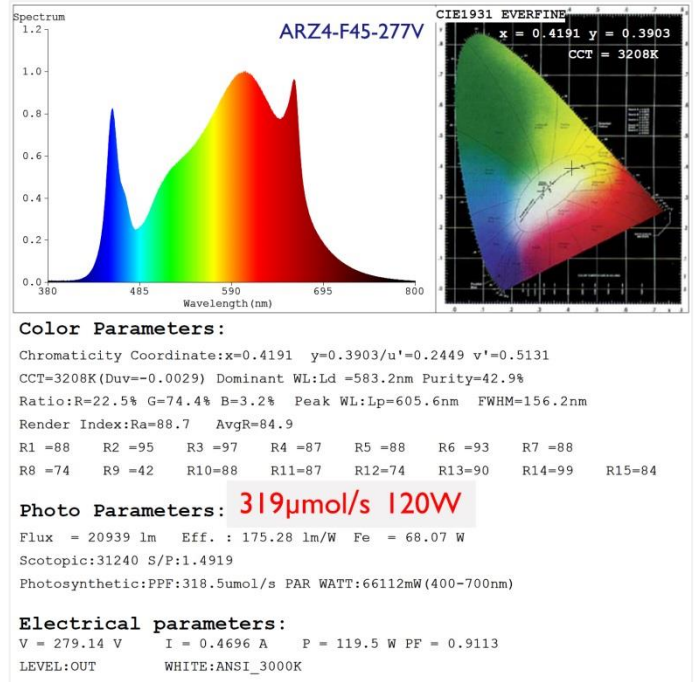 Spectrum
ARZ4-F45-277V
1.2
1.0
0.8
0.6
0.4
0.2
0.0
380 485 590 695 800
Wavelength(nm)
CIE1931 EVERFINE
x = 0.4191 y = 0.3903
CCT = 3208K
Color Parameters:
Chromaticity Coordinate:x=0.4191 y=0.3903/u'=0.2449 v'=0.5131
CCT=3208K(Duv=-0.0029) Dominant WL:Ld =583.2nm Purity=42.9%
Ratio:R=22.5% G=74.4% B=3.2% Peak WL:Lp=605.6nm FWHM=156.2nm
Render Index:Ra=88.7 AvgR=84.9
R1 =88 R2 =95 R3 =97 R4 =87 R5 =88 R6 =93 R7 =88
R8 =74 R9 =42 R10=88 R11=87 R12=74 R13=90 R14=99 R15=84
Photo Parameters: 319μmol/s 120W
Flux = 20939 lm Eff. : 175.28 lm/W Fe = 68.07 W
Scotopic:31240 S/P:1.4919
Photosynthetic:PPF:318.5umol/s PAR WATT:66112mW(400-700nm)
Electrical parameters:
V = 279.14 V I = 0.4696 A P = 119.5 W PF = 0.9113
LEVEL:OUT WHITE:ANSI_3000K